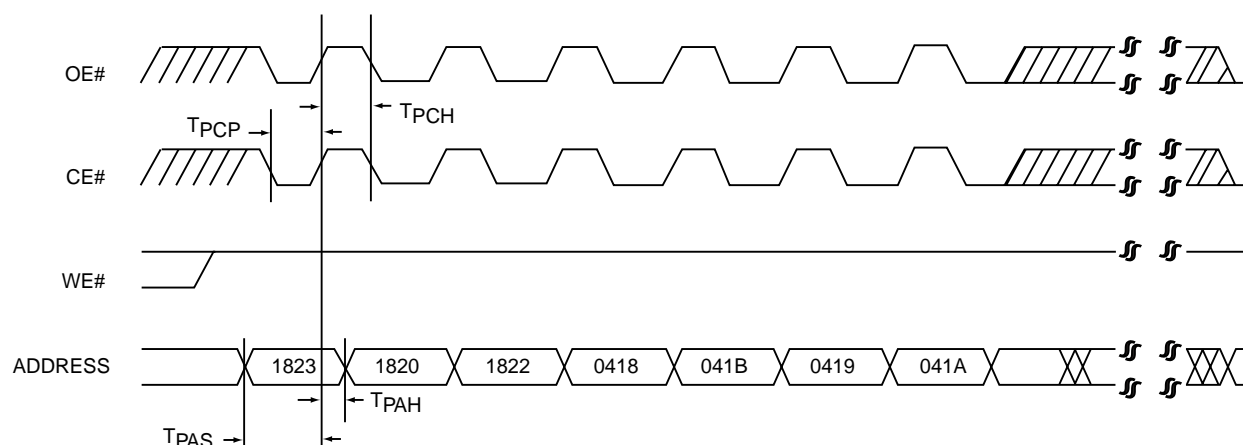 OE#
TPCP
TPCH
CE#
WE#
ADDRESS
1823
1820
1822
0418
041B
0419
041A
TPAH
TPAS